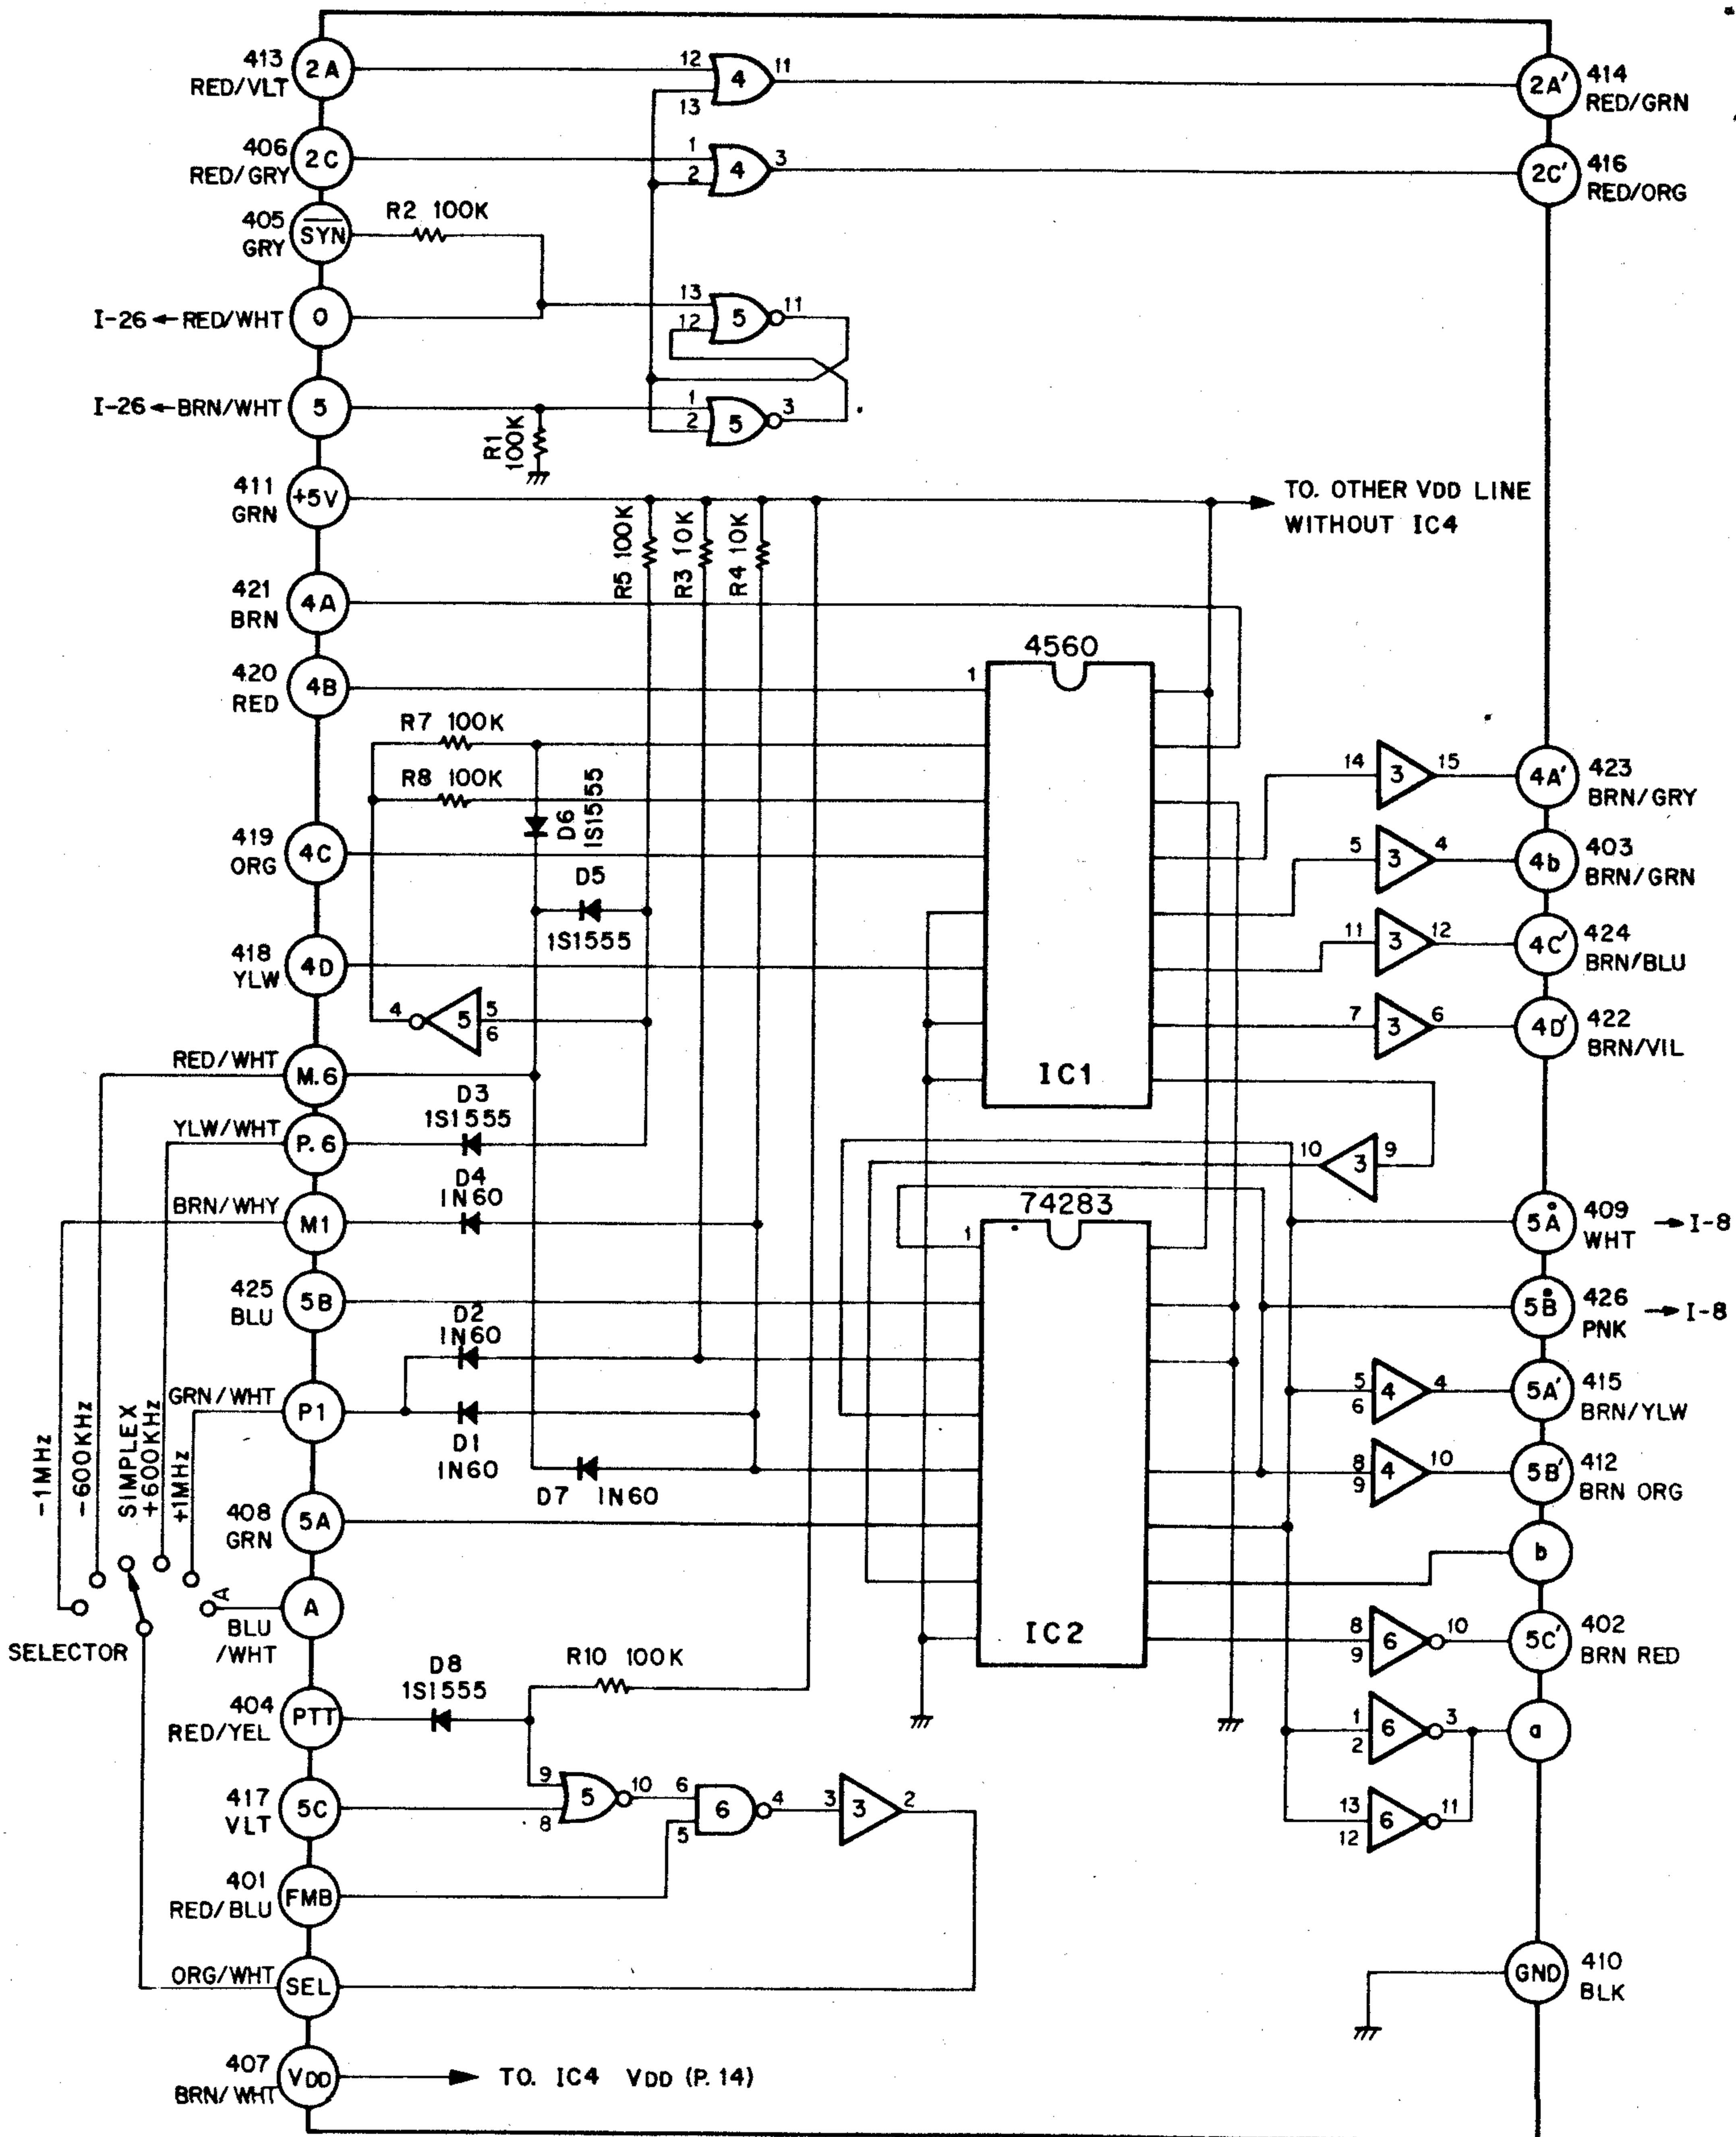 413
RED/VLT
2A
12
13
4
11
2A'
414
RED/GRN
406
RED/GRY
2C
1
2
4
3
2C'
416
RED/ORG
405
GRY
SYN
R2 100K
I-26 ← RED/WHT
0
13
12
5
11
I-26 ← BRN/WHT
5
R1
100K
1
2
5
3
411
GRN
+5V
R5 100K
R3 10K
R4 10K
TO. OTHER VDD LINE
WITHOUT IC4
421
BRN
4A
420
RED
4B
4560
1
IC1
R7 100K
R8 100K
D6
1S1555
419
ORG
4C
D5
1S1555
418
YLW
4D
4
5
5
6
14
3
15
4A'
423
BRN/GRY
5
3
4
4b
403
BRN/GRN
11
3
12
4C'
424
BRN/BLU
7
3
6
4D'
422
BRN/VIL
RED/WHT
M.6
D3
1S1555
YLW/WHT
P.6
D4
1N60
BRN/WHY
M1
10
3
9
74283
1
IC2
5A
409
WHT
→ I-8
425
BLU
5B
5B
426
PNK
→ I-8
D2
1N60
GRN/WHT
P1
D1
1N60
D7 1N60
5
6
4
4
5A'
415
BRN/YLW
8
9
4
10
5B'
412
BRN ORG
408
GRN
5A
b
-1MHz
-600KHz
SIMPLEX
+600KHz
+1MHz
A
SELECTOR
A
BLU
/WHT
8
9
6
10
5C'
402
BRN RED
R10 100K
D8
1S1555
404
RED/YEL
PTT
1
2
6
3
a
417
VLT
5C
9
8
5
10
6
5
6
4
3
3
2
13
12
6
11
401
RED/BLU
FMB
ORG/WHT
SEL
GND
410
BLK
407
BRN/WHT
VDD
TO. IC4 VDD (P.14)